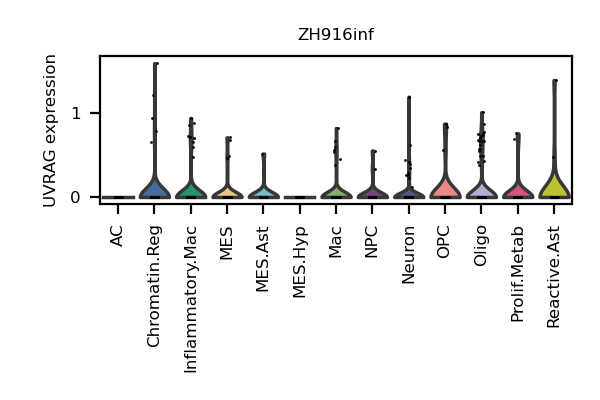 ZH916inf
UVRAG expression
1
0
AC
Chromatin.Reg
Inflammatory.Mac
MES
MES.Ast
MES.Hyp
Mac
NPC
Neuron
OPC
Oligo
Prolif.Metab
Reactive.Ast